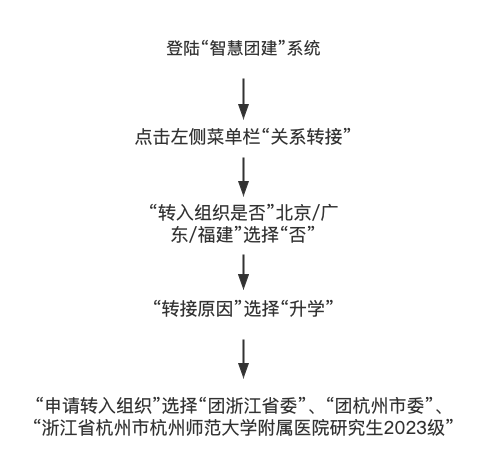 登陆“智慧团建”系统
点击左侧菜单栏“关系转接”
“转入组织是否”北京/广
东/福建”选择“否”
“转接原因”选择“升学”
“申请转入组织”选择“团浙江省委”、“团杭州市委”、
“浙江省杭州市杭州师范大学附属医院研究生2023级”